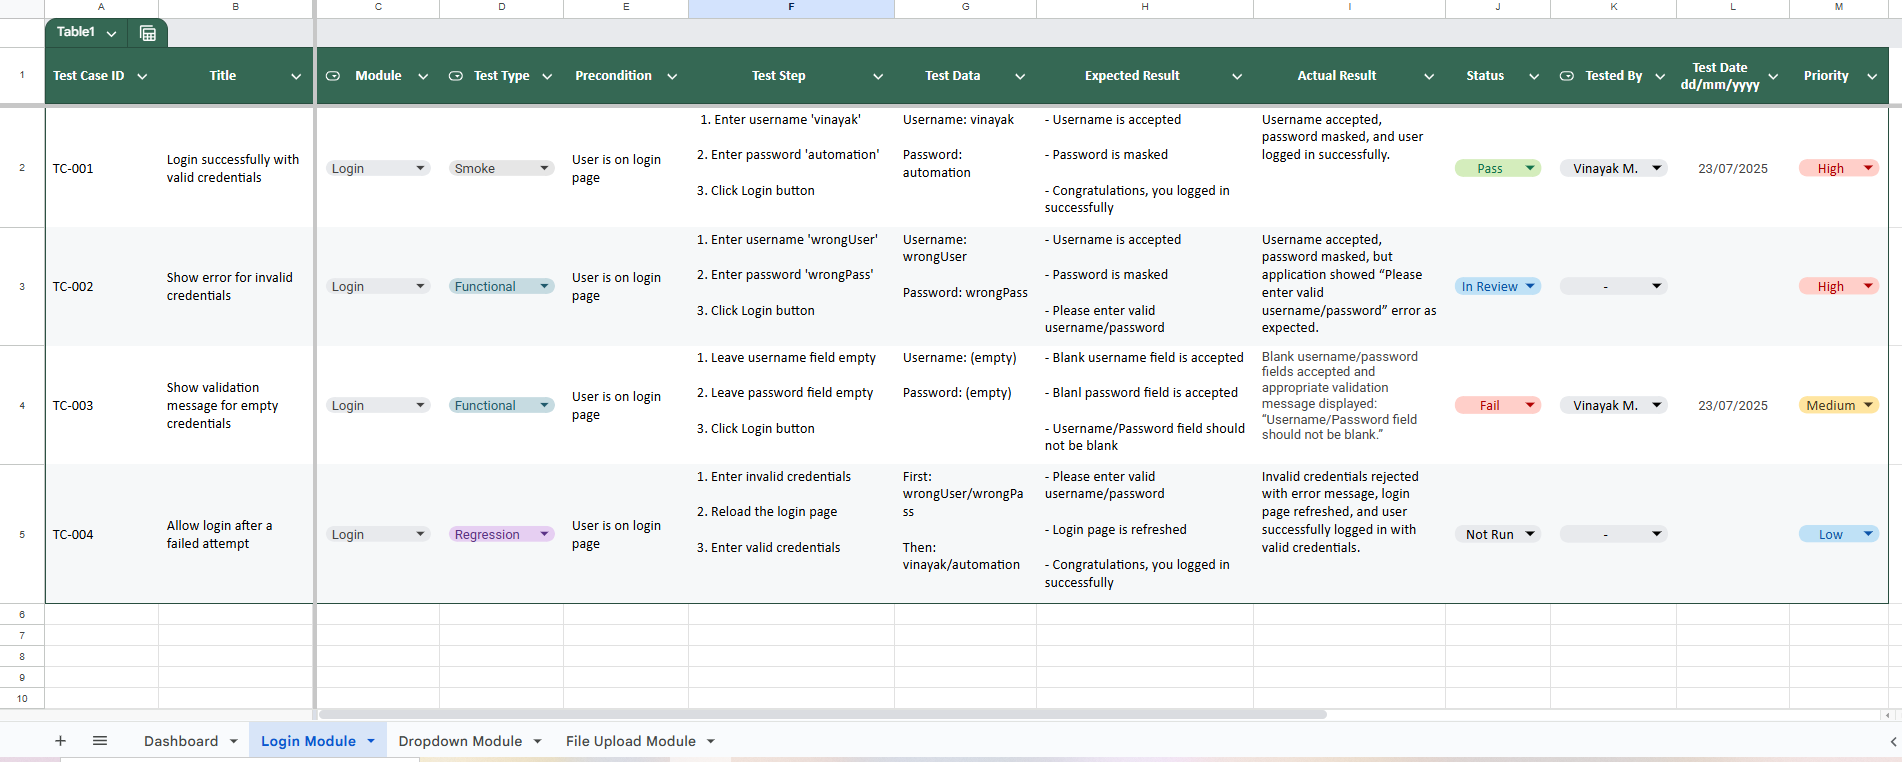 A B C D E F G H I J K L M
Table1
1 Test Case ID Title Module Test Type Precondition Test Step Test Data Expected Result Actual Result Status Tested By Test Date Priority
dd/mm/yyyy
2
TC-001
Login successfully with
valid credentials
Login
Smoke
User is on login
page
1. Enter username 'vinayak'
2. Enter password 'automation'
3. Click Login button
Username: vinayak
Password:
automation
- Username is accepted
- Password is masked
- Congratulations, you logged in
successfully
Username accepted,
password masked, and user
logged in successfully.
Pass
Vinayak M.
23/07/2025
High
3
TC-002
Show error for invalid
credentials
Login
Functional
User is on login
page
1. Enter username 'wrongUser'
2. Enter password 'wrongPass'
3. Click Login button
Username:
wrongUser
Password: wrongPass
- Username is accepted
- Password is masked
- Please enter valid
username/password
Username accepted,
password masked, but
application showed “Please
enter valid
username/password” error as
expected.
In Review
-
High
4
TC-003
Show validation
message for empty
credentials
Login
Functional
User is on login
page
1. Leave username field empty
2. Leave password field empty
3. Click Login button
Username: (empty)
Password: (empty)
- Blank username field is accepted
- Blanl password field is accepted
- Username/Password field should
not be blank
Blank username/password
fields accepted and
appropriate validation
message displayed:
“Username/Password field
should not be blank.”
Fail
Vinayak M.
23/07/2025
Medium
5
TC-004
Allow login after a
failed attempt
Login
Regression
User is on login
page
1. Enter invalid credentials
2. Reload the login page
3. Enter valid credentials
First:
wrongUser/wrongPa
ss
Then:
vinayak/automation
- Please enter valid
username/password
- Login page is refreshed
- Congratulations, you logged in
successfully
Invalid credentials rejected
with error message, login
page refreshed, and user
successfully logged in with
valid credentials.
Not Run
-
Low
6
7
8
9
10
Dashboard Login Module Dropdown Module File Upload Module